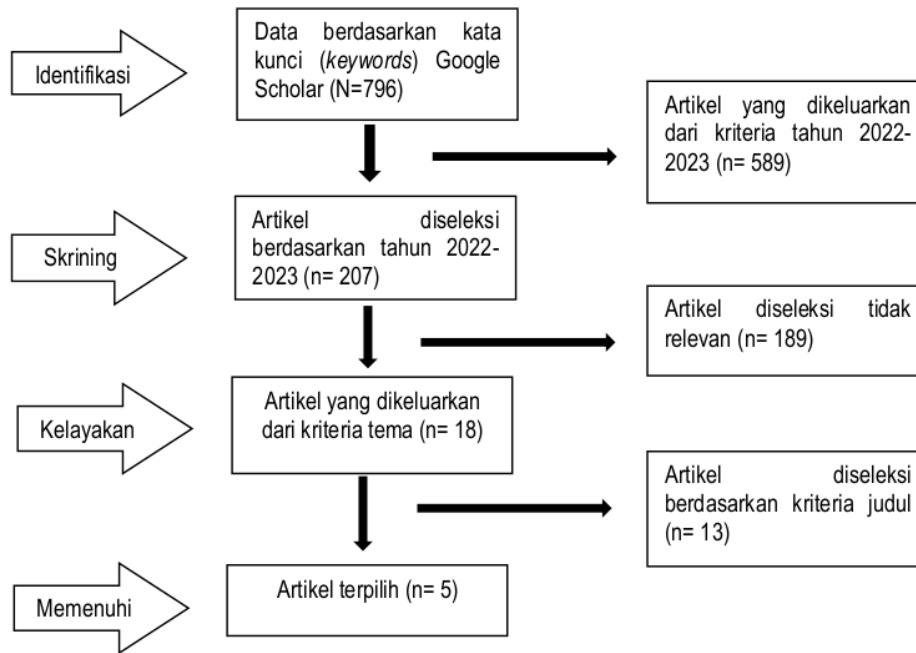 Identifikasi
Data berdasarkan kata
kunci (keywords) Google
Scholar (N=796)
Artikel yang dikeluarkan
dari kriteria tahun 2022-
2023 (n= 589)
Skrining
Artikel diseleksi
berdasarkan tahun 2022-
2023 (n= 207)
Artikel diseleksi tidak
relevan (n= 189)
Kelayakan
Artikel yang dikeluarkan
dari kriteria tema (n= 18)
Artikel diseleksi
berdasarkan kriteria judul
(n= 13)
Memenuhi
Artikel terpilih (n= 5)